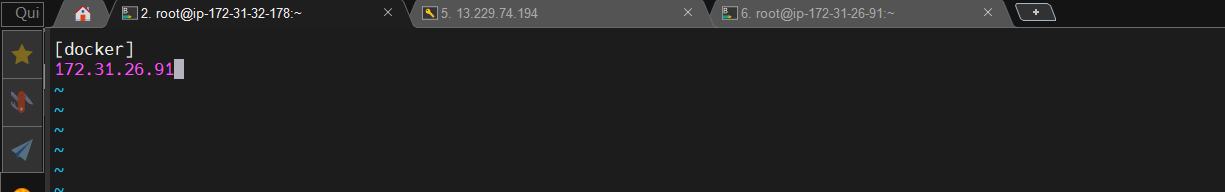 Qui
2. root@ip-172-31-32-178:~
5. 13.229.74.194
6. root@ip-172-31-26-91:~
[docker]
172.31.26.91
~
~
~
~
~
~